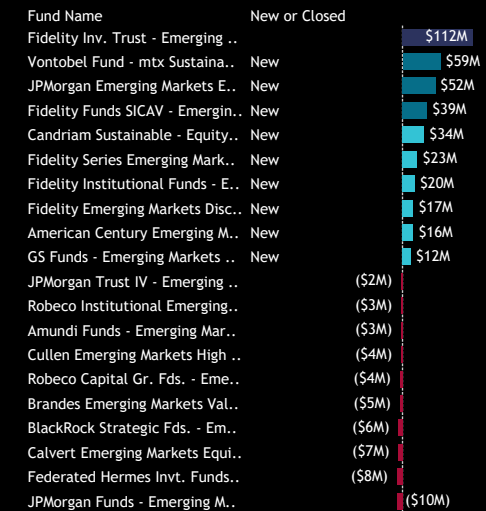 Fund Name New or Closed
Fidelity Inv. Trust - Emerging .. $112M
Vontobel Fund - mtx Sustaina.. New $59M
JPMorgan Emerging Markets E.. New $52M
Fidelity Funds SICAV - Emergin.. New $39M
Candriam Sustainable - Equity.. New $34M
Fidelity Series Emerging Mark.. New $23M
Fidelity Institutional Funds - E.. New $20M
Fidelity Emerging Markets Disc.. New $17M
American Century Emerging M.. New $16M
GS Funds - Emerging Markets .. New $12M
JPMorgan Trust IV - Emerging .. ($2M)
Robeco Institutional Emerging.. ($3M)
Amundi Funds - Emerging Mar.. ($3M)
Cullen Emerging Markets High .. ($4M)
Robeco Capital Gr. Fds. - Eme.. ($4M)
Brandes Emerging Markets Val.. ($5M)
BlackRock Strategic Fds. - Em.. ($6M)
Calvert Emerging Markets Equi.. ($7M)
Federated Hermes Invt. Funds.. ($8M)
JPMorgan Funds - Emerging M.. ($10M)